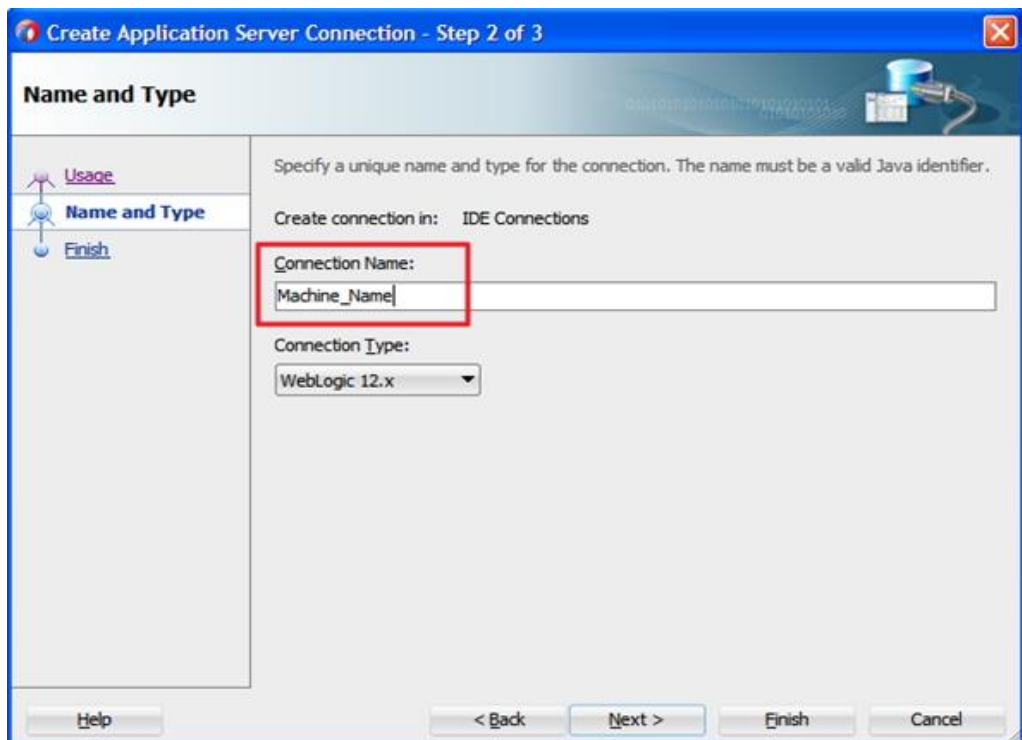 Create Application Server Connection - Step 2 of 3
Name and Type
Usage
Name and Type
Finish
Specify a unique name and type for the connection. The name must be a valid Java identifier.
Create connection in: IDE Connections
Connection Name:
Machine_Name
Connection Type:
WebLogic 12.x
Help
< Back
Next >
Finish
Cancel